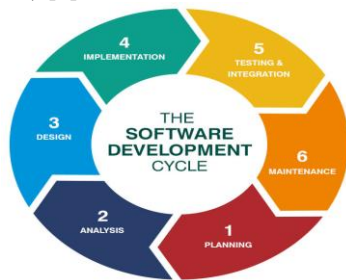 4
IMPLEMENTATION
5
TESTING &
INTEGRATION
3
DESIGN
THE
SOFTWARE
DEVELOPMENT
CYCLE
6
MAINTENANCE
2
ANALYSIS
1
PLANNING